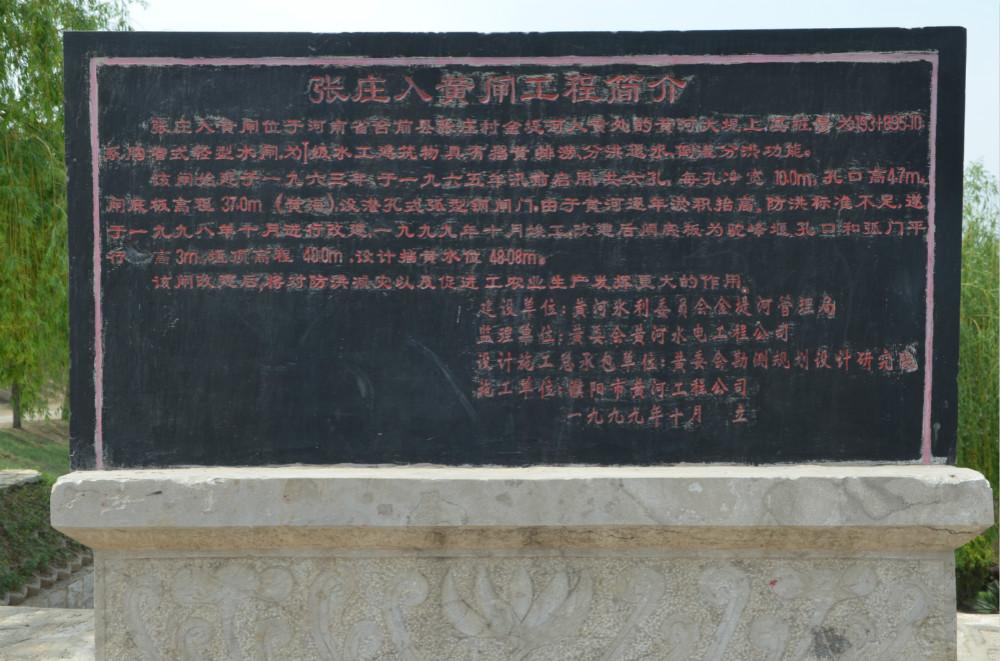 张庄入黄闸工程简介
张庄入黄闸位于河南省台前县张庄村金堤河入黄处的黄河大堤上,桩号为193+895.10
系 式轻型水闸,为1级水工建筑物具有挡黄排涝,分洪退水,倒灌分洪功能。
该闸始建于一九六三年,于一九六五年汛前启用,共六孔,每孔净宽10.0m,孔口高4.7m,
闸底板高程37.0m(黄海)设潜孔式弧型钢闸门,由于黄河逐年淤积抬高,防洪标准不足,遂
于一九九八年十月进行改建,一九九九年十月竣工,改建后闸底板为驼峰堰,孔口和弧门平
行 高3m,堰顶高程40.0m,设计挡黄水位48.08m。
该闸改建后,将对防洪减灾以及促进工农业生产发挥更大的作用。
建设单位:黄河水利委员会金堤河管理局
监理单位:黄委会黄河水电工程公司
设计施工总承包单位:黄委会勘测规划设计研究院
施工单位:濮阳市黄河工程公司
一九九九年十月 立